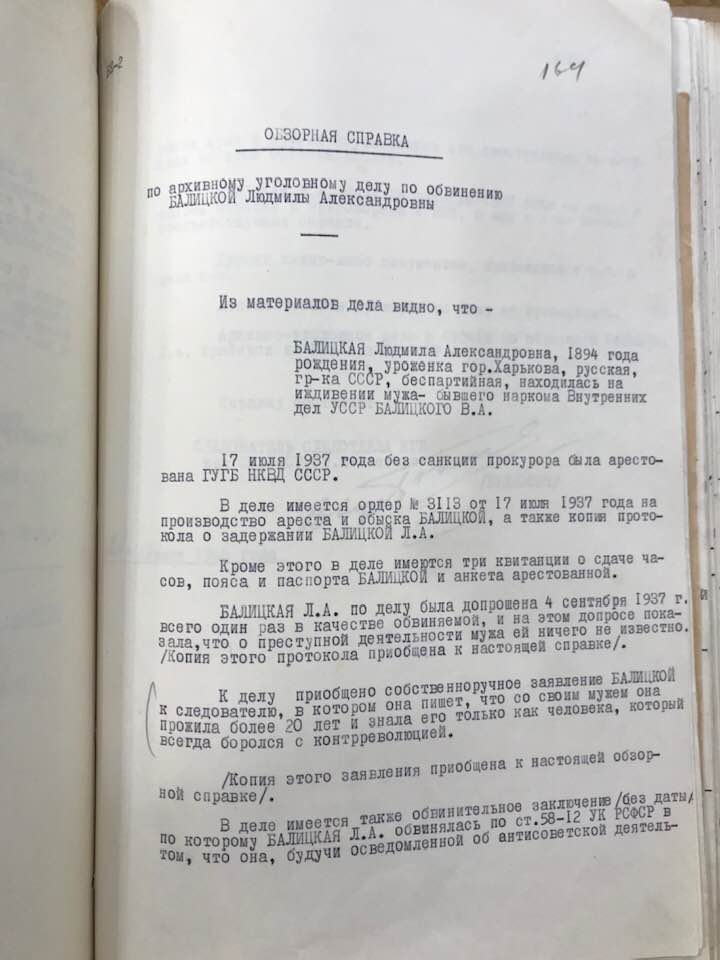 164
ОБЗОРНАЯ СПРАВКА
по архивному уголовному делу по обвинению
БАЛИЦКОЙ Людмилы Александровны
Из материалов дела видно, что -
БАЛИЦКАЯ Людмила Александровна, 1894 года
рождения, уроженка гор.Харькова, русская,
гр-ка СССР, беспартийная, находилась на
иждивении мужа- бывшего наркома Внутренних
дел УССР БАЛИЦКОГО В.А.
17 июля 1937 года без санкции прокурора была аресто-
вана ГУГБ НКВД СССР.
В деле имеется ордер № 3113 от 17 июля 1937 года на
производство ареста и обыска БАЛИЦКОЙ, а также копия прото-
кола о задержании БАЛИЦКОЙ Л.А.
Кроме этого в деле имеются три квитанции о сдаче ча-
сов, пояса и паспорта БАЛИЦКОЙ и анкета арестованной.
БАЛИЦКАЯ Л.А. по делу была допрошена 4 сентября 1937 г.
всего один раз в качестве обвиняемой, и на этом допросе пока-
зала,что о преступной деятельности мужа ей ничего не известно.
/Копия этого протокола приобщена к настоящей справке/.
К делу приобщено собственноручное заявление БАЛИЦКОЙ
к следователю, в котором она пишет, что со своим мужем она
прожила более 20 лет и знала его только как человека, который
всегда боролся с контрреволюцией.
/Копия этого заявления приобщена к настоящей обзор-
ной справке/.
В деле имеется также обвинительное заключение/без даты/
по которому БАЛИЦКАЯ Л.А. обвинялась по ст.58-12 УК РСФСР в
том, что она, будучи осведомленной об антисоветской деятель-